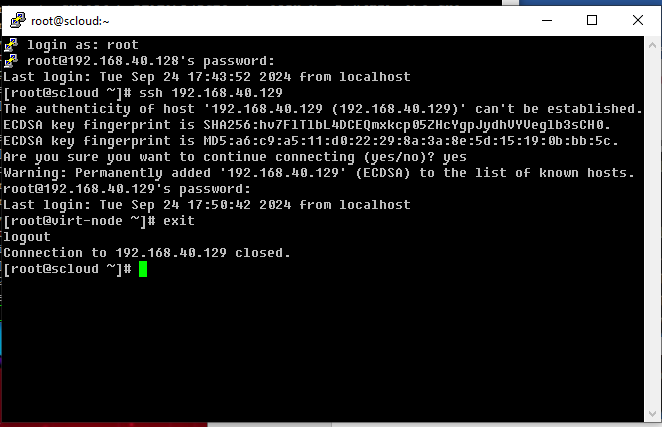 root@scloud:~
login as: root
root@192.168.40.128's password:
Last login: Tue Sep 24 17:43:52 2024 from localhost
[root@scloud ~]# ssh 192.168.40.129
The authenticity of host '192.168.40.129 (192.168.40.129)' can't be established.
ECDSA key fingerprint is SHA256:hv7FlTlbL4DCEQmxkcp05ZHcYgpJydhVYVeglb3sCH0.
ECDSA key fingerprint is MD5:a6:c9:a5:11:d0:22:29:8a:3a:8e:5d:15:19:0b:bb:5c.
Are you sure you want to continue connecting (yes/no)? yes
Warning: Permanently added '192.168.40.129' (ECDSA) to the list of known hosts.
root@192.168.40.129's password:
Last login: Tue Sep 24 17:50:42 2024 from localhost
[root@virt-node ~]# exit
logout
Connection to 192.168.40.129 closed.
[root@scloud ~]#